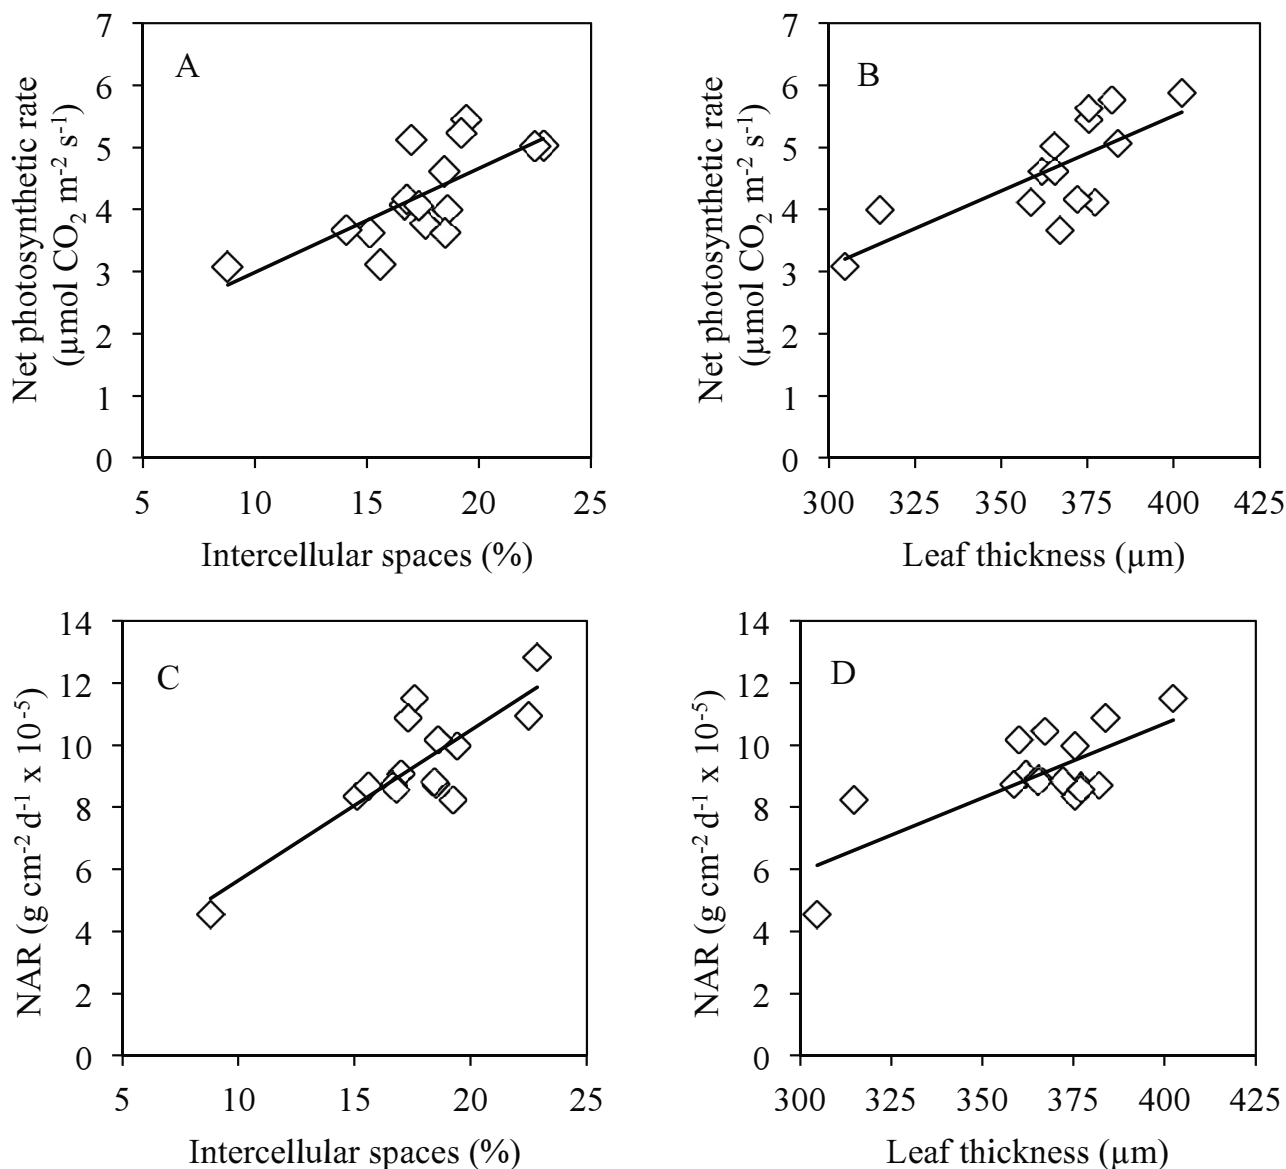 A
Net photosynthetic rate
(µmol CO₂ m⁻² s⁻¹)
7
6
5
4
3
2
1
0
5 10 15 20 25
Intercellular spaces (%)
B
Net photosynthetic rate
(µmol CO₂ m⁻² s⁻¹)
7
6
5
4
3
2
1
0
300 325 350 375 400 425
Leaf thickness (µm)
C
NAR (g cm⁻² d⁻¹ x 10⁻⁵)
14
12
10
8
6
4
2
0
5 10 15 20 25
Intercellular spaces (%)
D
NAR (g cm⁻² d⁻¹ x 10⁻⁵)
14
12
10
8
6
4
2
0
300 325 350 375 400 425
Leaf thickness (µm)